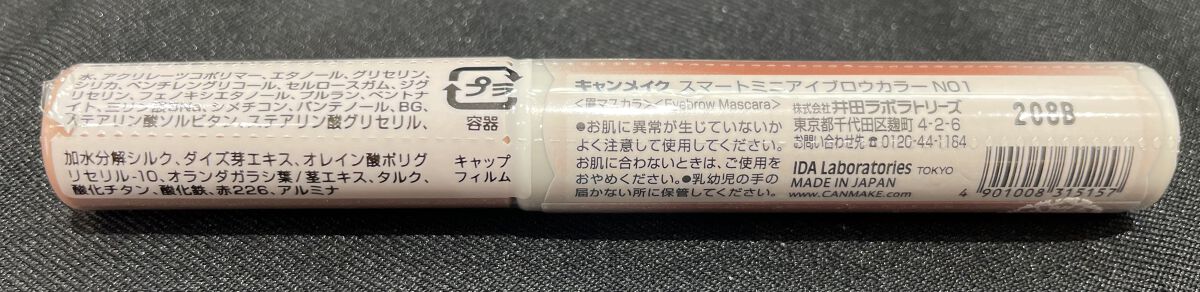 水、アクリレーツコポリマー、エタノール、グリセリン、
シリカ、ペンチレングリコール、セルロースガム、ジグ
リセリン、フェノキシエタノール、プルラン、ベントナ
イト、ミツロウ、ジメチコン、パンテノール、BG、
ステアリン酸ソルビタン、ステアリン酸グリセリル、
加水分解シルク、ダイズ芽エキス、オレイン酸ポリグ
リセリル-10、オランダガラシ葉/茎エキス、タルク、
酸化チタン、酸化鉄、赤226、アルミナ
プラ
容器
キャップ
フィルム
キャンメイク スマートミニアイブロウカラー N01
<眉マスカラ><Eyebrow Mascara>
●お肌に異常が生じていないか
よく注意して使用してください。
お肌に合わないときは、ご使用を
おやめください。●乳幼児の手の
届かない所に保管してください。
株式会社 井田ラボラトリーズ
東京都千代田区麹町 4-2-6
お問い合わせ先 ☎ 0120-44-1184
IDA Laboratories TOKYO
MADE IN JAPAN
www.CANMAKE.com
208B
4 901008 315157